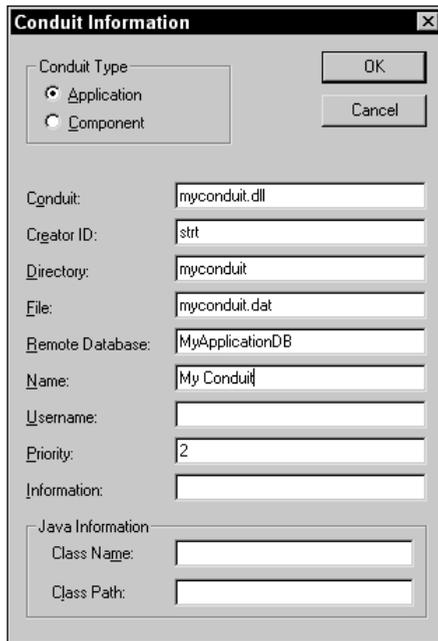 Conduit Information
Conduit Type
Application
Component
OK
Cancel
Conduit: myconduit.dll
Creator ID: strt
Directory: myconduit
File: myconduit.dat
Remote Database: MyApplicationDB
Name: My Conduit
Username:
Priority: 2
Information:
Java Information
Class Name:
Class Path: